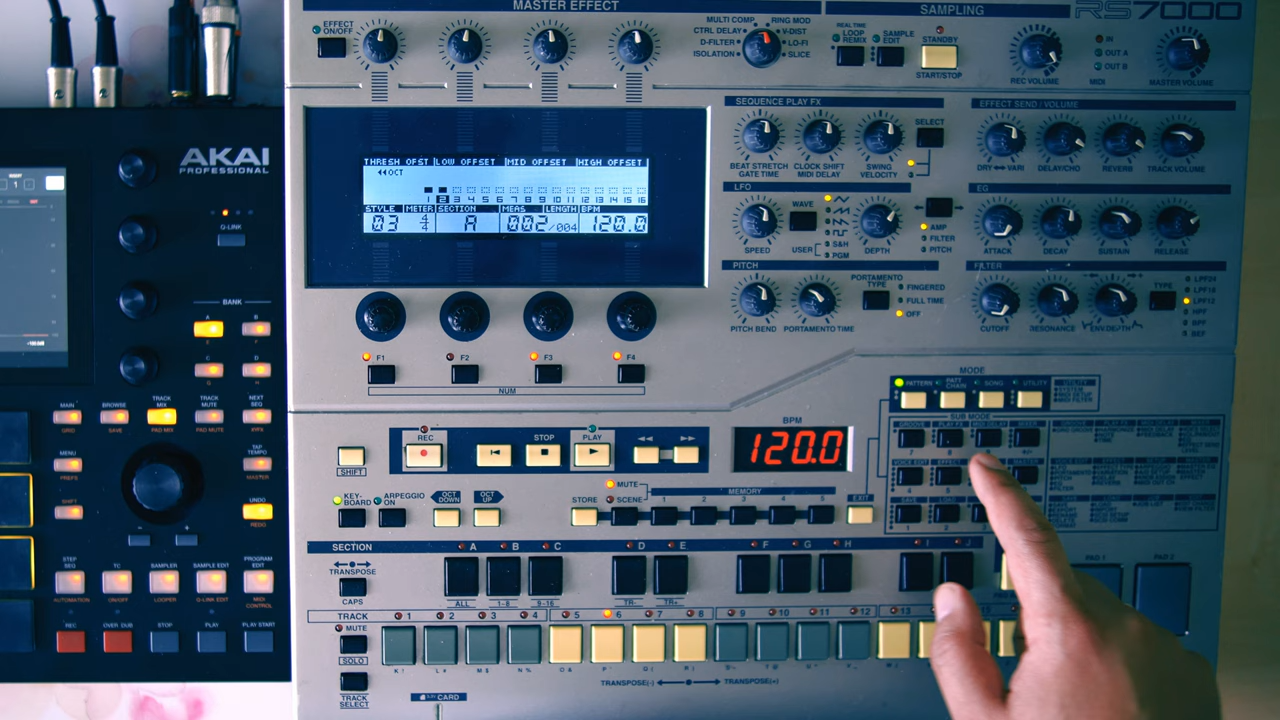 MASTER EFFECT
SAMPLING
RS7000
EFFECT
ON/OFF
MULTI COMP
CTRL DELAY
D-FILTER
ISOLATION
RING MOD
V-DIST
LO-FI
SLICE
REAL TIME
LOOP
REMIX
SAMPLE
EDIT
STANDBY
START/STOP
REC VOLUME
IN
OUT A
OUT B
MIDI
MASTER VOLUME
AKAI
PROFESSIONAL
Q-LINK
BANK
A
B
C
D
MAIN
BROWSE
SAVE
TRACK
MIX
PAD MIX
TRACK
MUTE
PAD MUTE
NEXT
SEQ
MENU
PREFS
TAP
TEMPO
MASTER
SHIFT
UNDO
REDO
- +
STEP
SEQ
AUTOMATION
TC
ON/OFF
SAMPLER
LOOPER
SAMPLE EDIT
Q-LINK EDIT
PROGRAM
EDIT
MIDI
CONTROL
REC
OVER DUB
STOP
PLAY
PLAY START
THRESH OFST LOW OFFSET MID OFFSET HIGH OFFSET
◀◀OCT
1 2 3 4 5 6 7 8 9 10 11 12 13 14 15 16
STYLE METER SECTION MEAS LENGTH BPM
03 4/4 A 002/004 120.0
SEQUENCE PLAY FX
BEAT STRETCH
GATE TIME
CLOCK SHIFT
MIDI DELAY
SWING
VELOCITY
SELECT
EFFECT SEND / VOLUME
DRY ↔ VARI
DELAY/CHO
REVERB
TRACK VOLUME
LFO
SPEED
WAVE
USER
S&H
PGM
DEPTH
AMP
FILTER
PITCH
EG
ATTACK
DECAY
SUSTAIN
RELEASE
PITCH
PITCH BEND
PORTAMENTO TIME
PORTAMENTO
TYPE
FINGERED
FULL TIME
OFF
FILTER
CUTOFF
RESONANCE
ENV DEPTH
TYPE
LPF24
LPF18
LPF12
HPF
BPF
BEF
F1 F2 F3 F4
NUM
MODE
PATTERN
PATT
CHAIN
SONG
UTILITY
SUB MODE
REC
STOP
PLAY
SHIFT
BPM
120.0
KEY-
BOARD
ARPEGGIO
ON
OCT
DOWN
OCT
UP
STORE
MUTE
SCENE
MEMORY
1 2 3 4 5
EXIT
SECTION
A B C D E F G H I J
TRANSPOSE
CAPS
ALL 1-8 9-16 TR- TR+
TRACK
1 2 3 4 5 6 7 8 9 10 11 12 13
MUTE
SOLO
TRACK
SELECT
TRANSPOSE(-) TRANSPOSE(+)
CARD
PAD 1
PAD 2